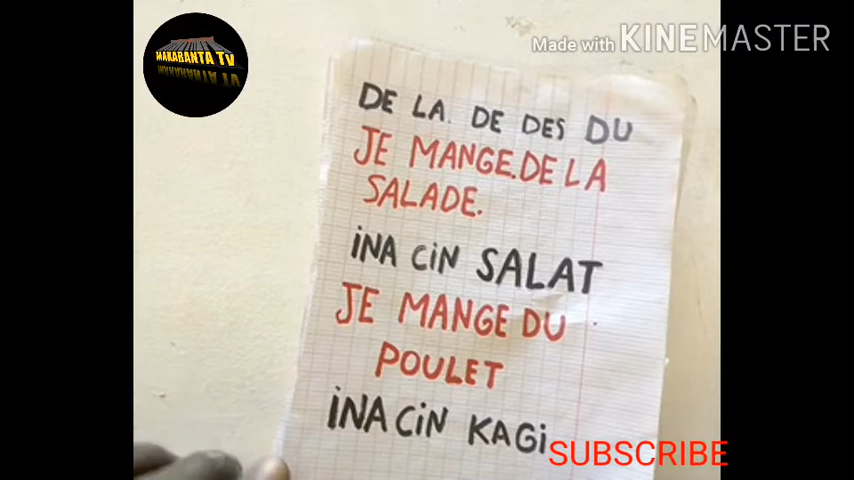 MAKARANTA TV
Made with KINEMASTER
DE LA. DE DES DU
JE MANGE.DE LA
SALADE.
iNA CiN SALAT
JE MANGE DU
POULET
iNA CiN KAGi
SUBSCRIBE